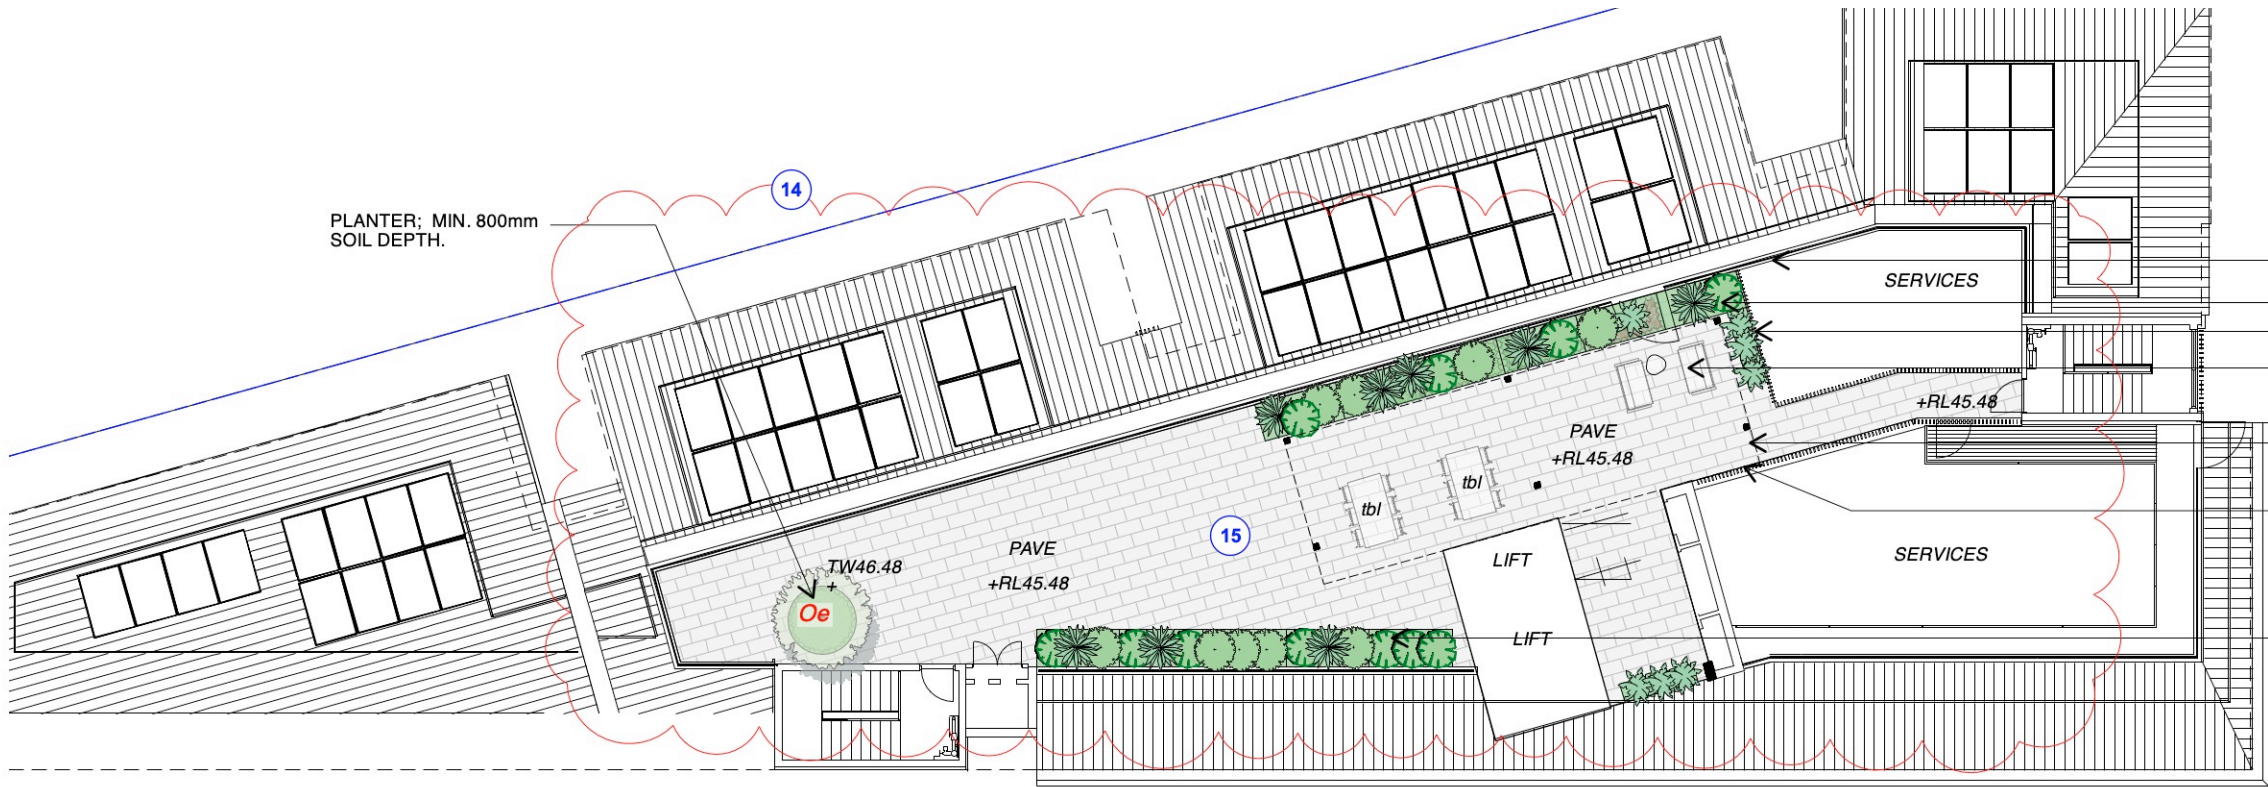 14
PLANTER; MIN. 800mm
SOIL DEPTH.
SERVICES
+RL45.48
PAVE
+RL45.48
tbl
tbl
15
PAVE
+RL45.48
TW46.48
+
Oe
LIFT
LIFT
SERVICES